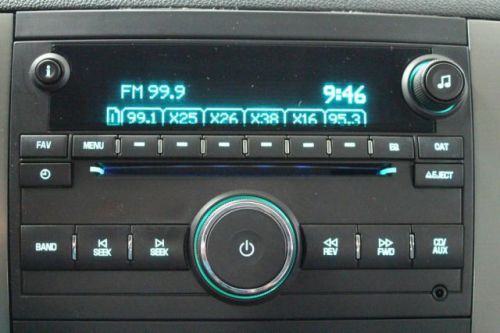 FM 99.9 9:46
99.1 X25 X26 X38 X16 95.3
FAV MENU EQ CAT
EJECT
BAND SEEK SEEK REV FWD CD/AUX